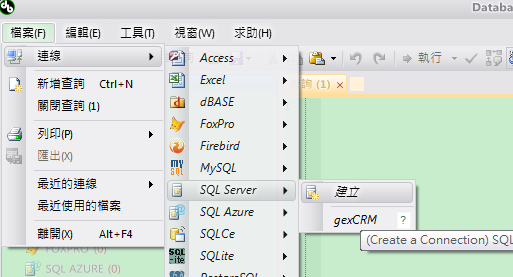 Databa
檔案(F) 編輯(E) 工具(T) 視窗(W) 求助(H)
連線
新增查詢 Ctrl+N
關閉查詢 (1)
列印(P)
匯出(X)
最近的連線
最近使用的檔案
離開(X) Alt+F4
Access
Excel
dBASE
FoxPro
Firebird
MySQL
SQL Server
SQL Azure
SQLCe
SQLite
執行
詢 (1) ×
建立
gexCRM ?
(Create a Connection) SQL
FOXPRO (0)
SQL AZURE (0)